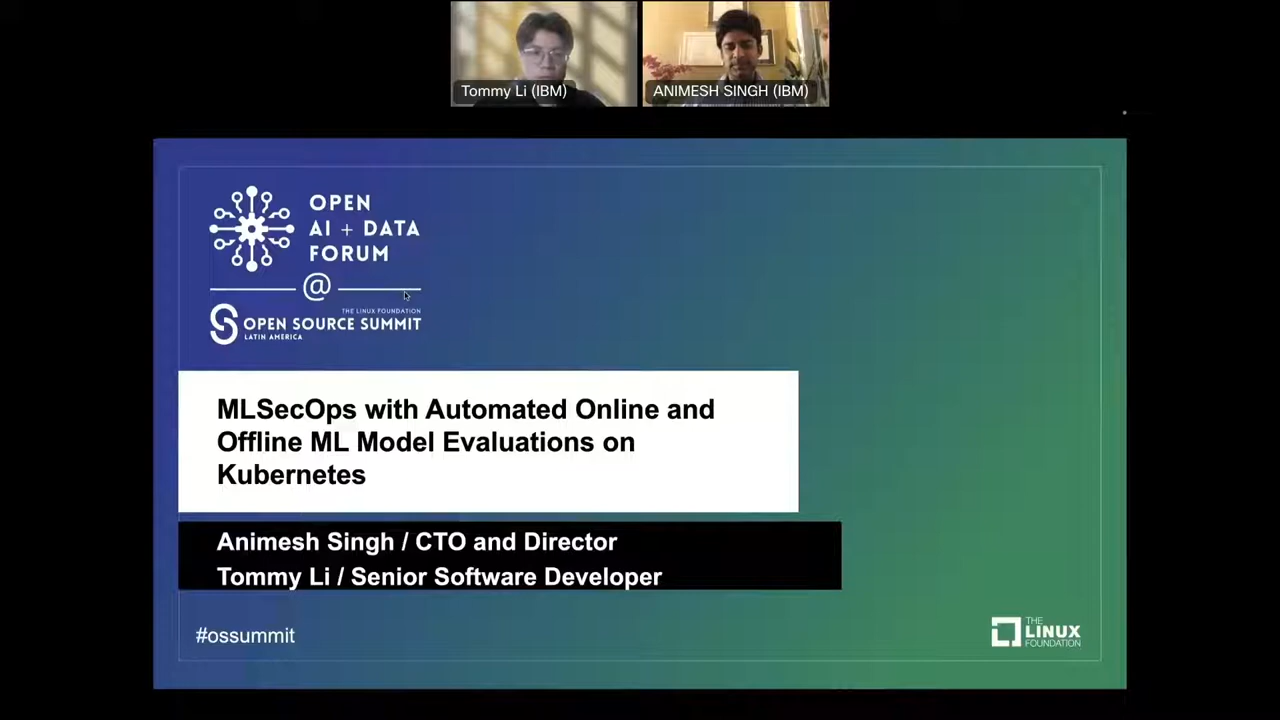 Tommy Li (IBM)
ANIMESH SINGH (IBM)
OPEN
AI + DATA
FORUM
@
THE LINUX FOUNDATION
OPEN SOURCE SUMMIT
LATIN AMERICA
MLSecOps with Automated Online and
Offline ML Model Evaluations on
Kubernetes
Animesh Singh / CTO and Director
Tommy Li / Senior Software Developer
#ossummit
THE
LINUX
FOUNDATION